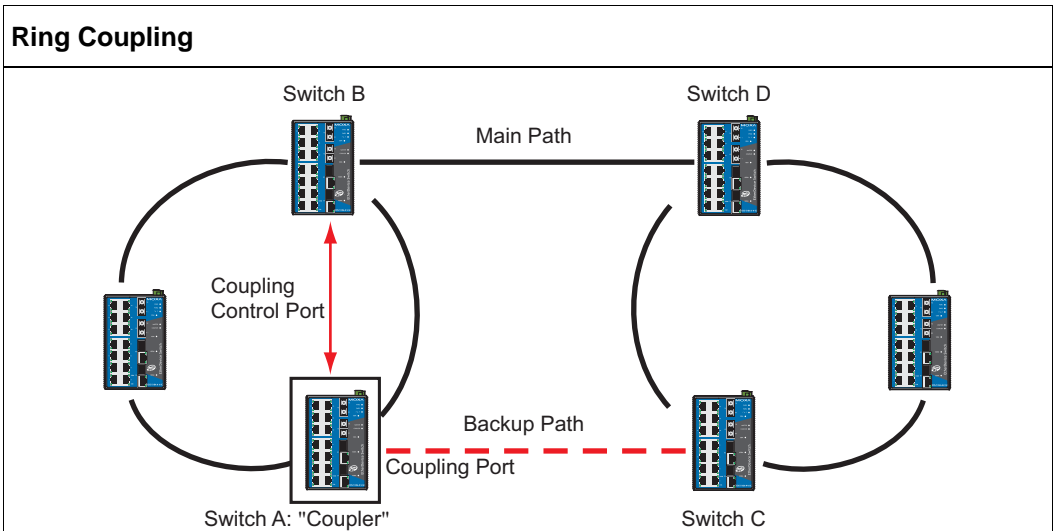 Ring Coupling
Switch B
Switch D
Main Path
Coupling
Control Port
Backup Path
Coupling Port
Switch A: "Coupler"
Switch C